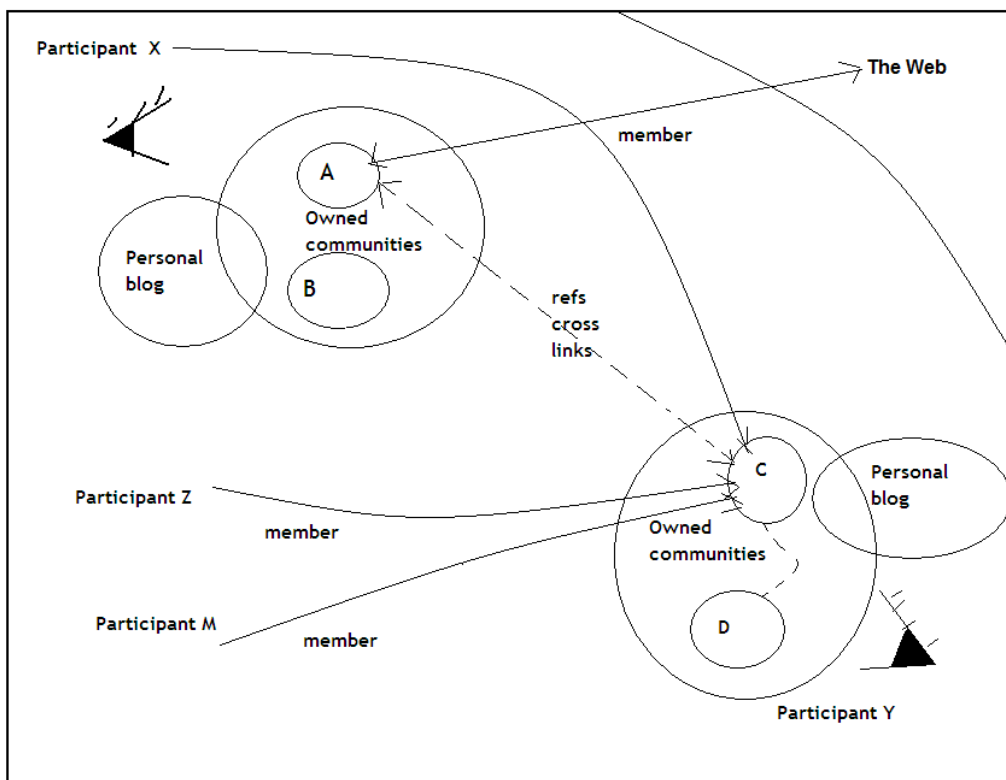 Participant X
The Web
member
A
Owned
communities
Personal
blog
B
refs
cross
links
C
Personal
blog
Participant Z
member
Owned
communities
Participant M
member
D
Participant Y